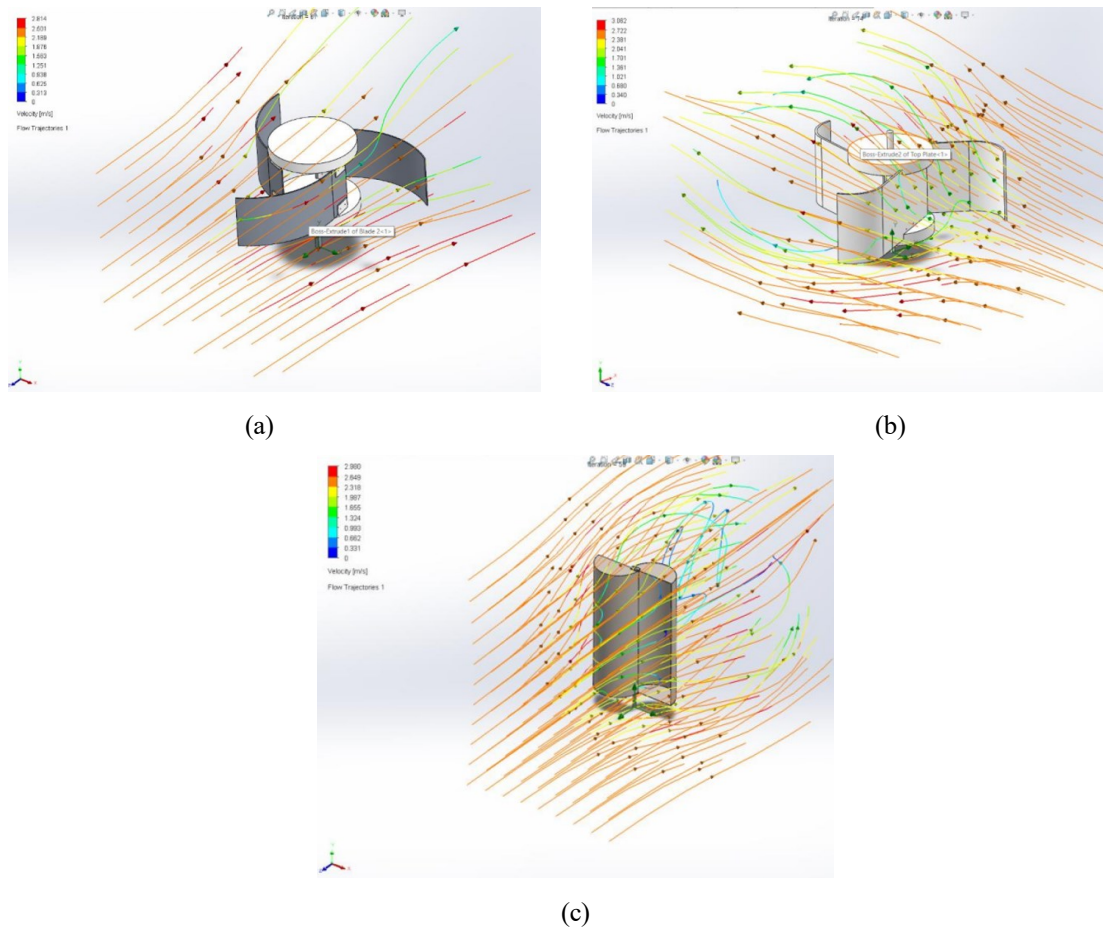 Iteration =
2.814
2.501
2.189
1.876
1.563
1.251
0.938
0.625
0.313
0
Velocity [m/s]
Flow Trajectories 1
Boss-Extrude1 of Blade 2<1>
(a)
Iteration = 74
3.062
2.722
2.381
2.041
1.701
1.361
1.021
0.680
0.340
0
Velocity [m/s]
Flow Trajectories 1
Boss-Extrude2 of Top Plate<1>
(b)
Iteration =
2.980
2.649
2.318
1.987
1.655
1.324
0.993
0.662
0.331
0
Velocity [m/s]
Flow Trajectories 1
(c)